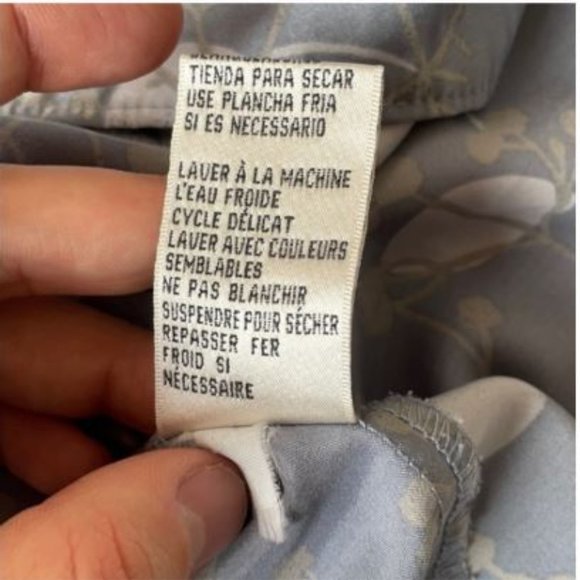 TIENDA PARA SECAR
USE PLANCHA FRIA
SI ES NECESSARIO
LAVER À LA MACHINE
L'EAU FROIDE
CYCLE DÉLICAT
LAVER AVEC COULEURS
SEMBLABLES
NE PAS BLANCHIR
SUSPENDRE POUR SÉCHER
REPASSER FER
FROID SI
NÉCESSAIRE